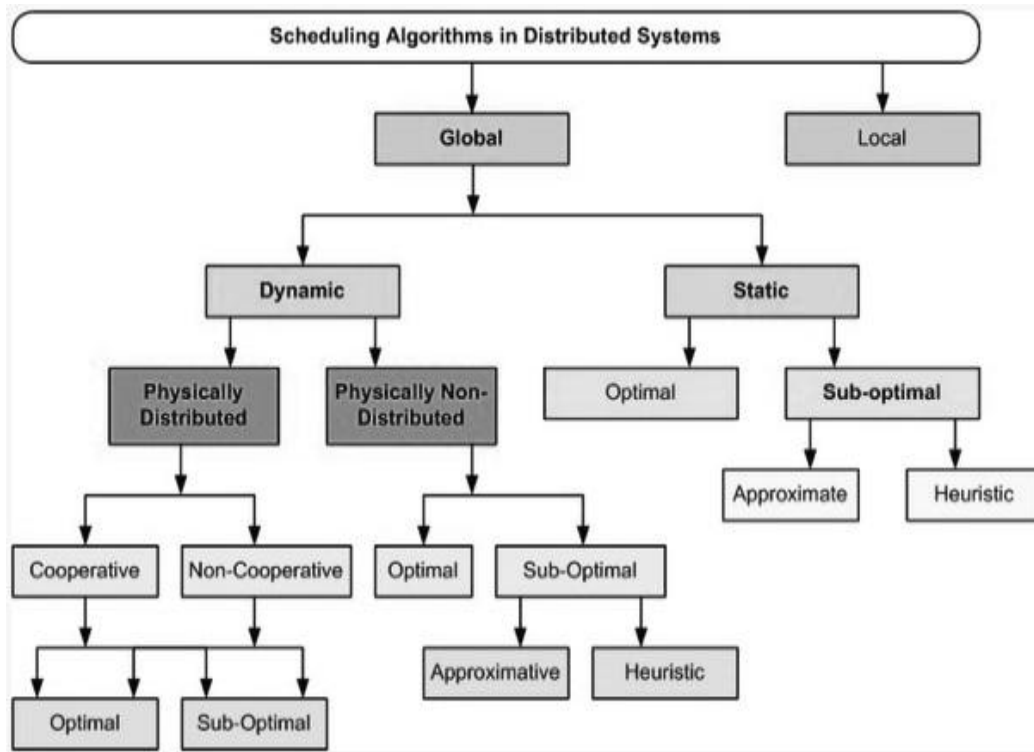 Scheduling Algorithms in Distributed Systems
Global
Local
Dynamic
Static
Physically
Distributed
Physically Non-
Distributed
Optimal
Sub-optimal
Approximate
Heuristic
Cooperative
Non-Cooperative
Optimal
Sub-Optimal
Approximative
Heuristic
Optimal
Sub-Optimal